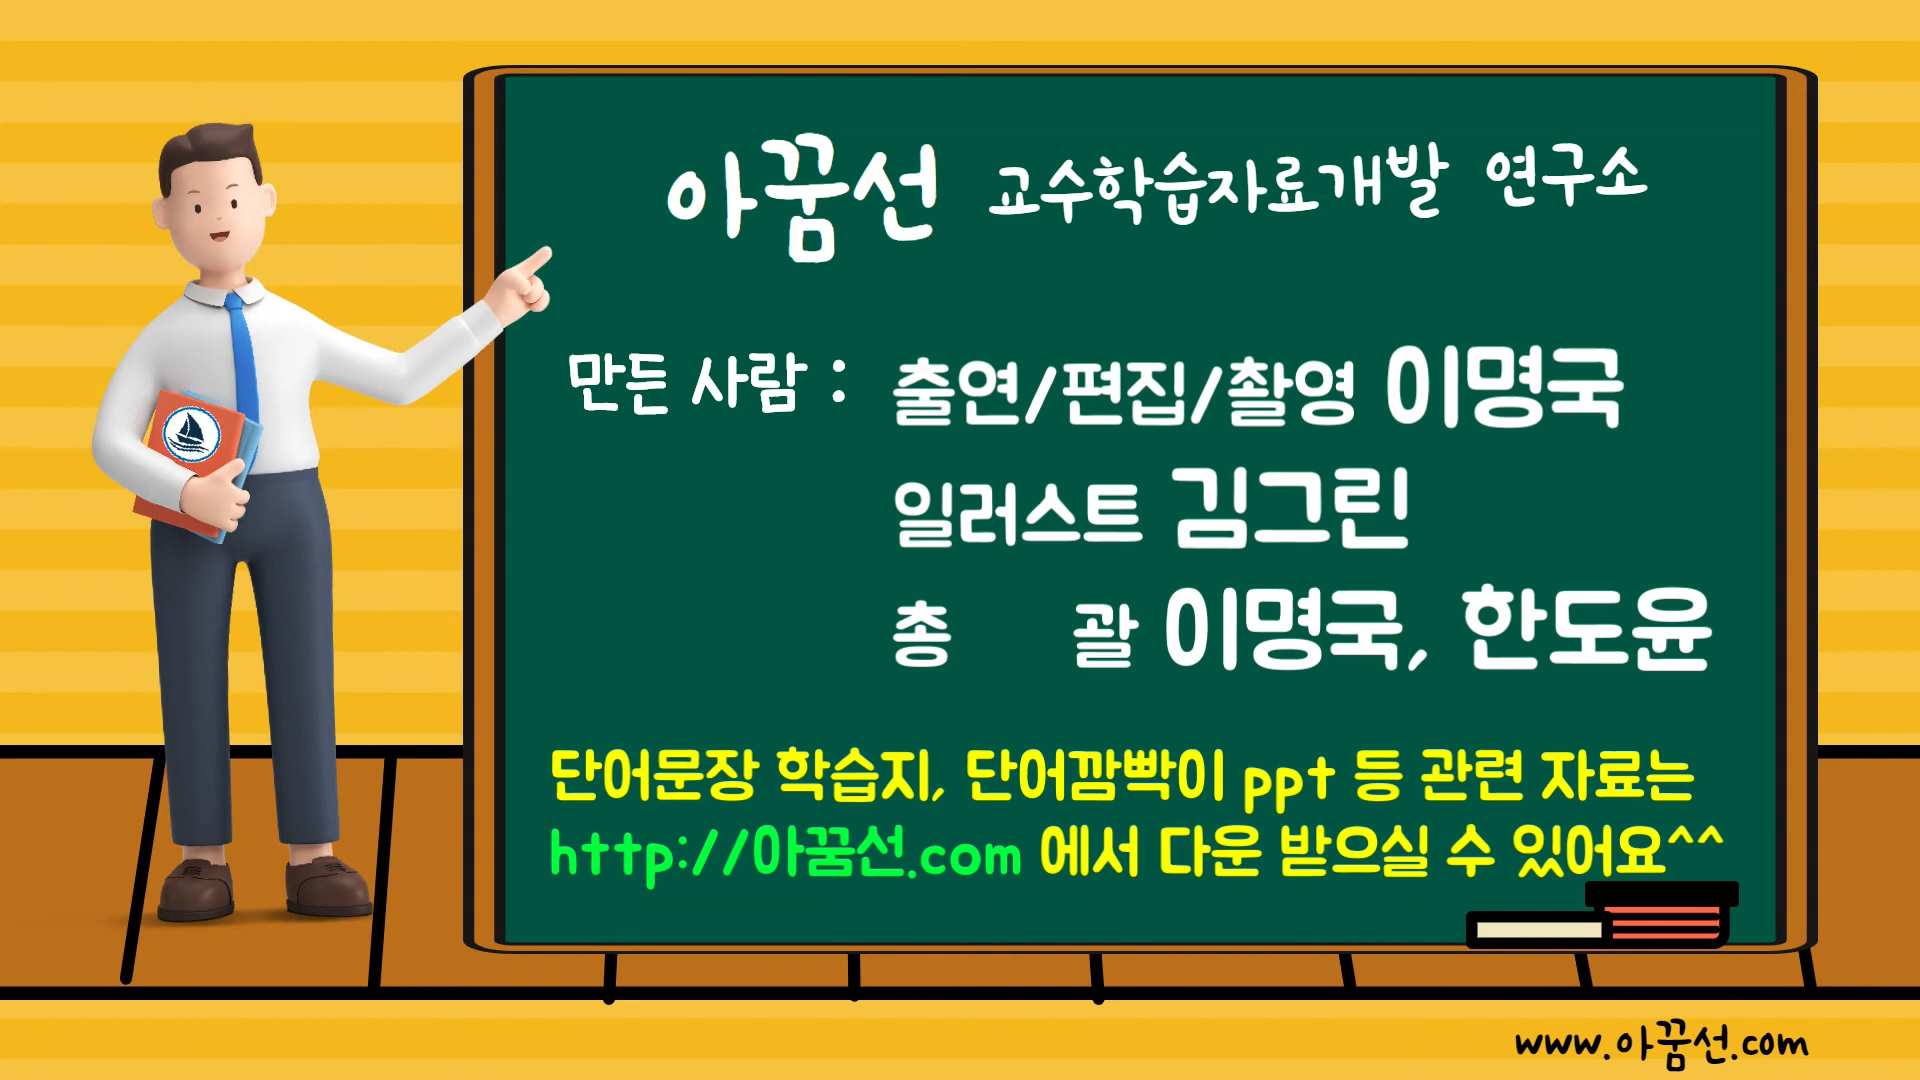 아꿈선 교수학습자료개발 연구소
만든 사람 : 출연/편집/촬영 이명국
일러스트 김그린
총 괄 이명국, 한도윤
단어문장 학습지, 단어깜빡이 ppt 등 관련 자료는
http://아꿈선.com 에서 다운 받으실 수 있어요^^
www.아꿈선.com